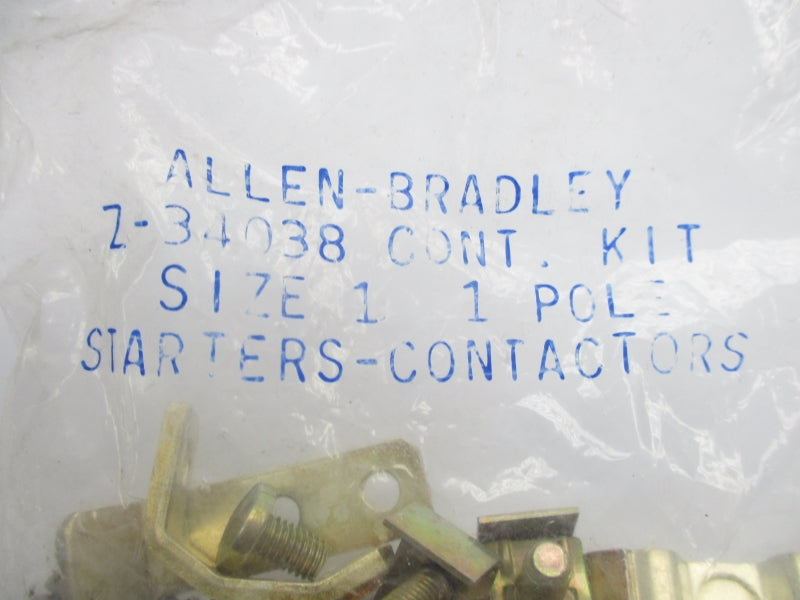 ALLEN-BRADLEY
Z-34038 CONT. KIT
SIZE 1 1 POLE
STARTERS-CONTACTORS